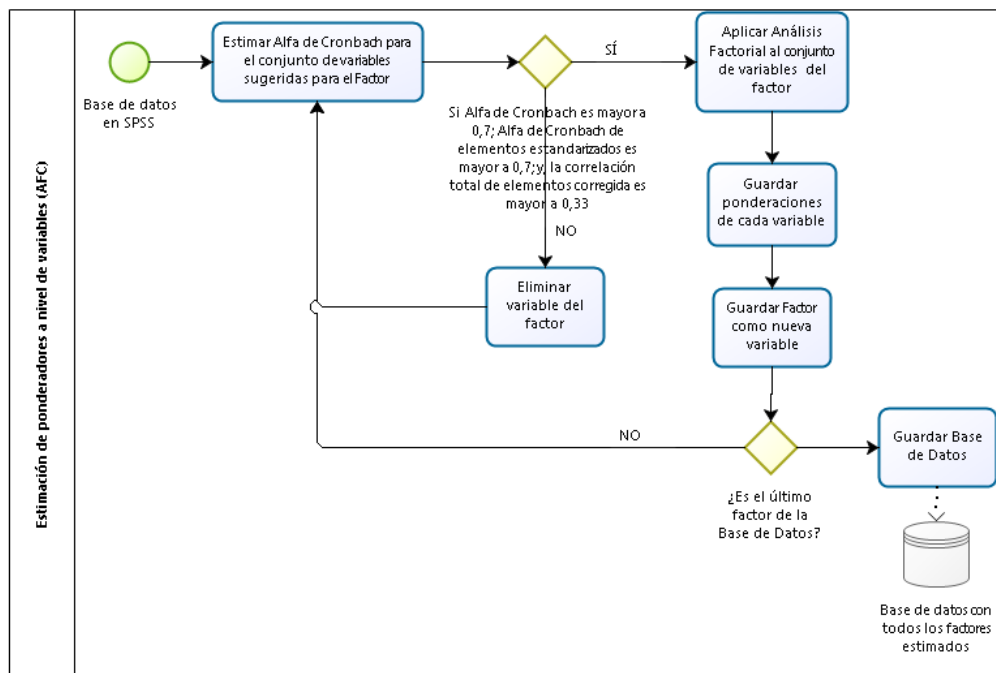 Estimación de ponderadores a nivel de variables (AFC)
Base de datos
en SPSS
Estimar Alfa de Cronbach para
el conjunto de variables
sugeridas para el Factor
SÍ
Si Alfa de Cronbach es mayor a
0,7; Alfa de Cronbach de
elementos estandarizados es
mayor a 0,7; y, la correlación
total de elementos corregida es
mayor a 0,33
NO
Eliminar
variable del
factor
Aplicar Análisis
Factorial al conjunto
de variables del
factor
Guardar
ponderaciones
de cada variable
Guardar Factor
como nueva
variable
NO
¿Es el último
factor de la
Base de Datos?
Guardar Base
de Datos
Base de datos con
todos los factores
estimados